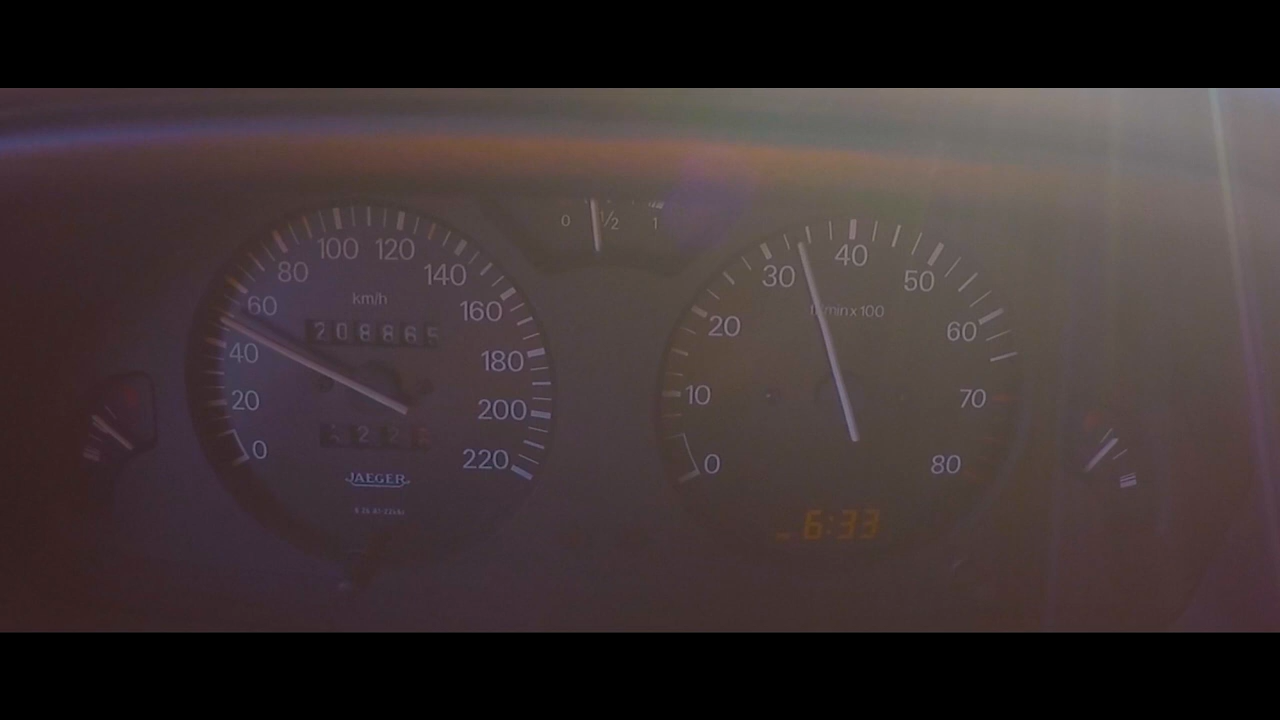 0 ½ 1
0 20 40 60 80 100 120 140 160 180 200 220
km/h
208865
JAEGER
0 10 20 30 40 50 60 70 80
6:33